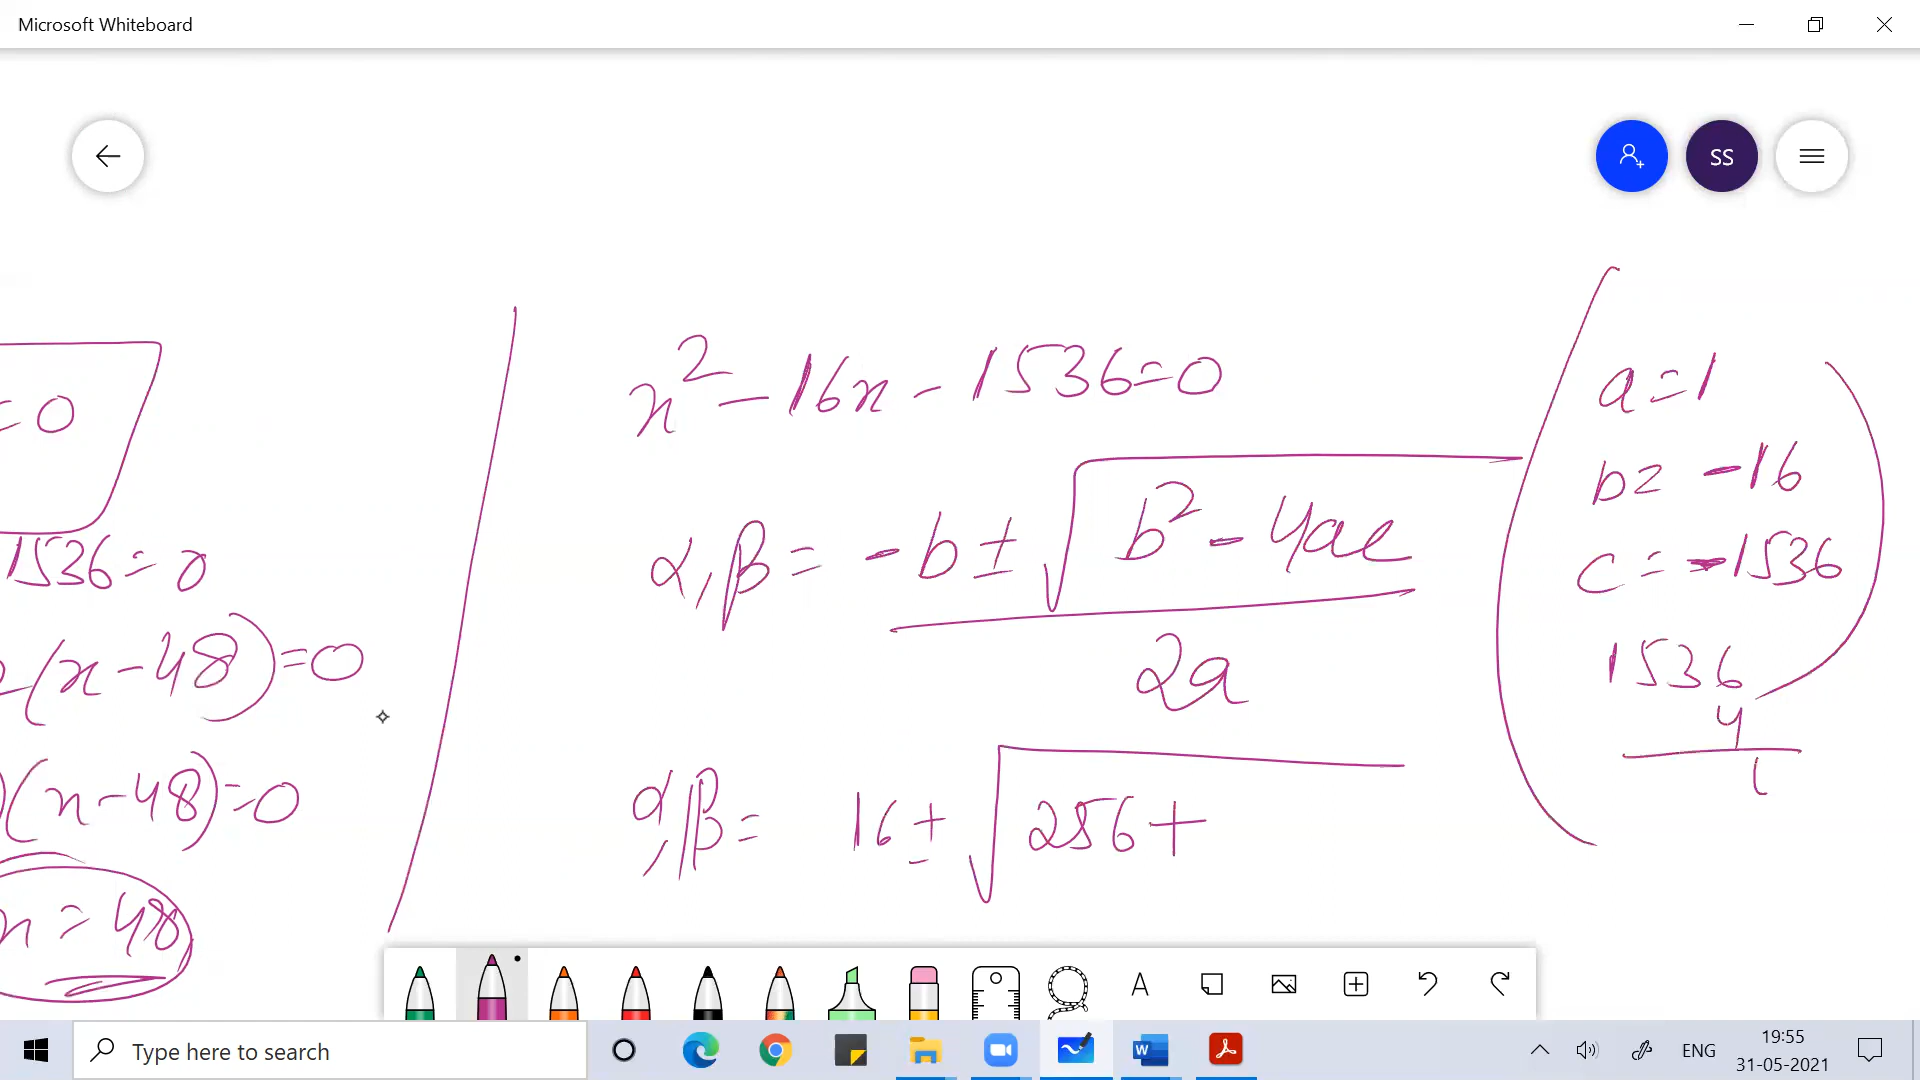 Microsoft Whiteboard
SS
= 0
1536 = 0
(x - 48) = 0
(x - 48) = 0
x = 48
x² - 16x - 1536 = 0
α, β = -b ± √(b² - 4ac)
2a
α, β = 16 ± √(256 +
a = 1
b = -16
c = -1536
1536
4
A
Type here to search
ENG
19:55
31-05-2021